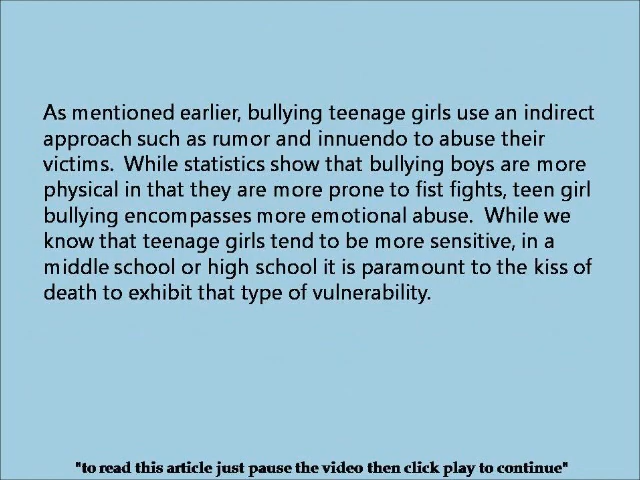 As mentioned earlier, bullying teenage girls use an indirect
approach such as rumor and innuendo to abuse their
victims.  While statistics show that bullying boys are more
physical in that they are more prone to fist fights, teen girl
bullying encompasses more emotional abuse.  While we
know that teenage girls tend to be more sensitive, in a
middle school or high school it is paramount to the kiss of
death to exhibit that type of vulnerability.
"to read this article just pause the video then click play to continue"